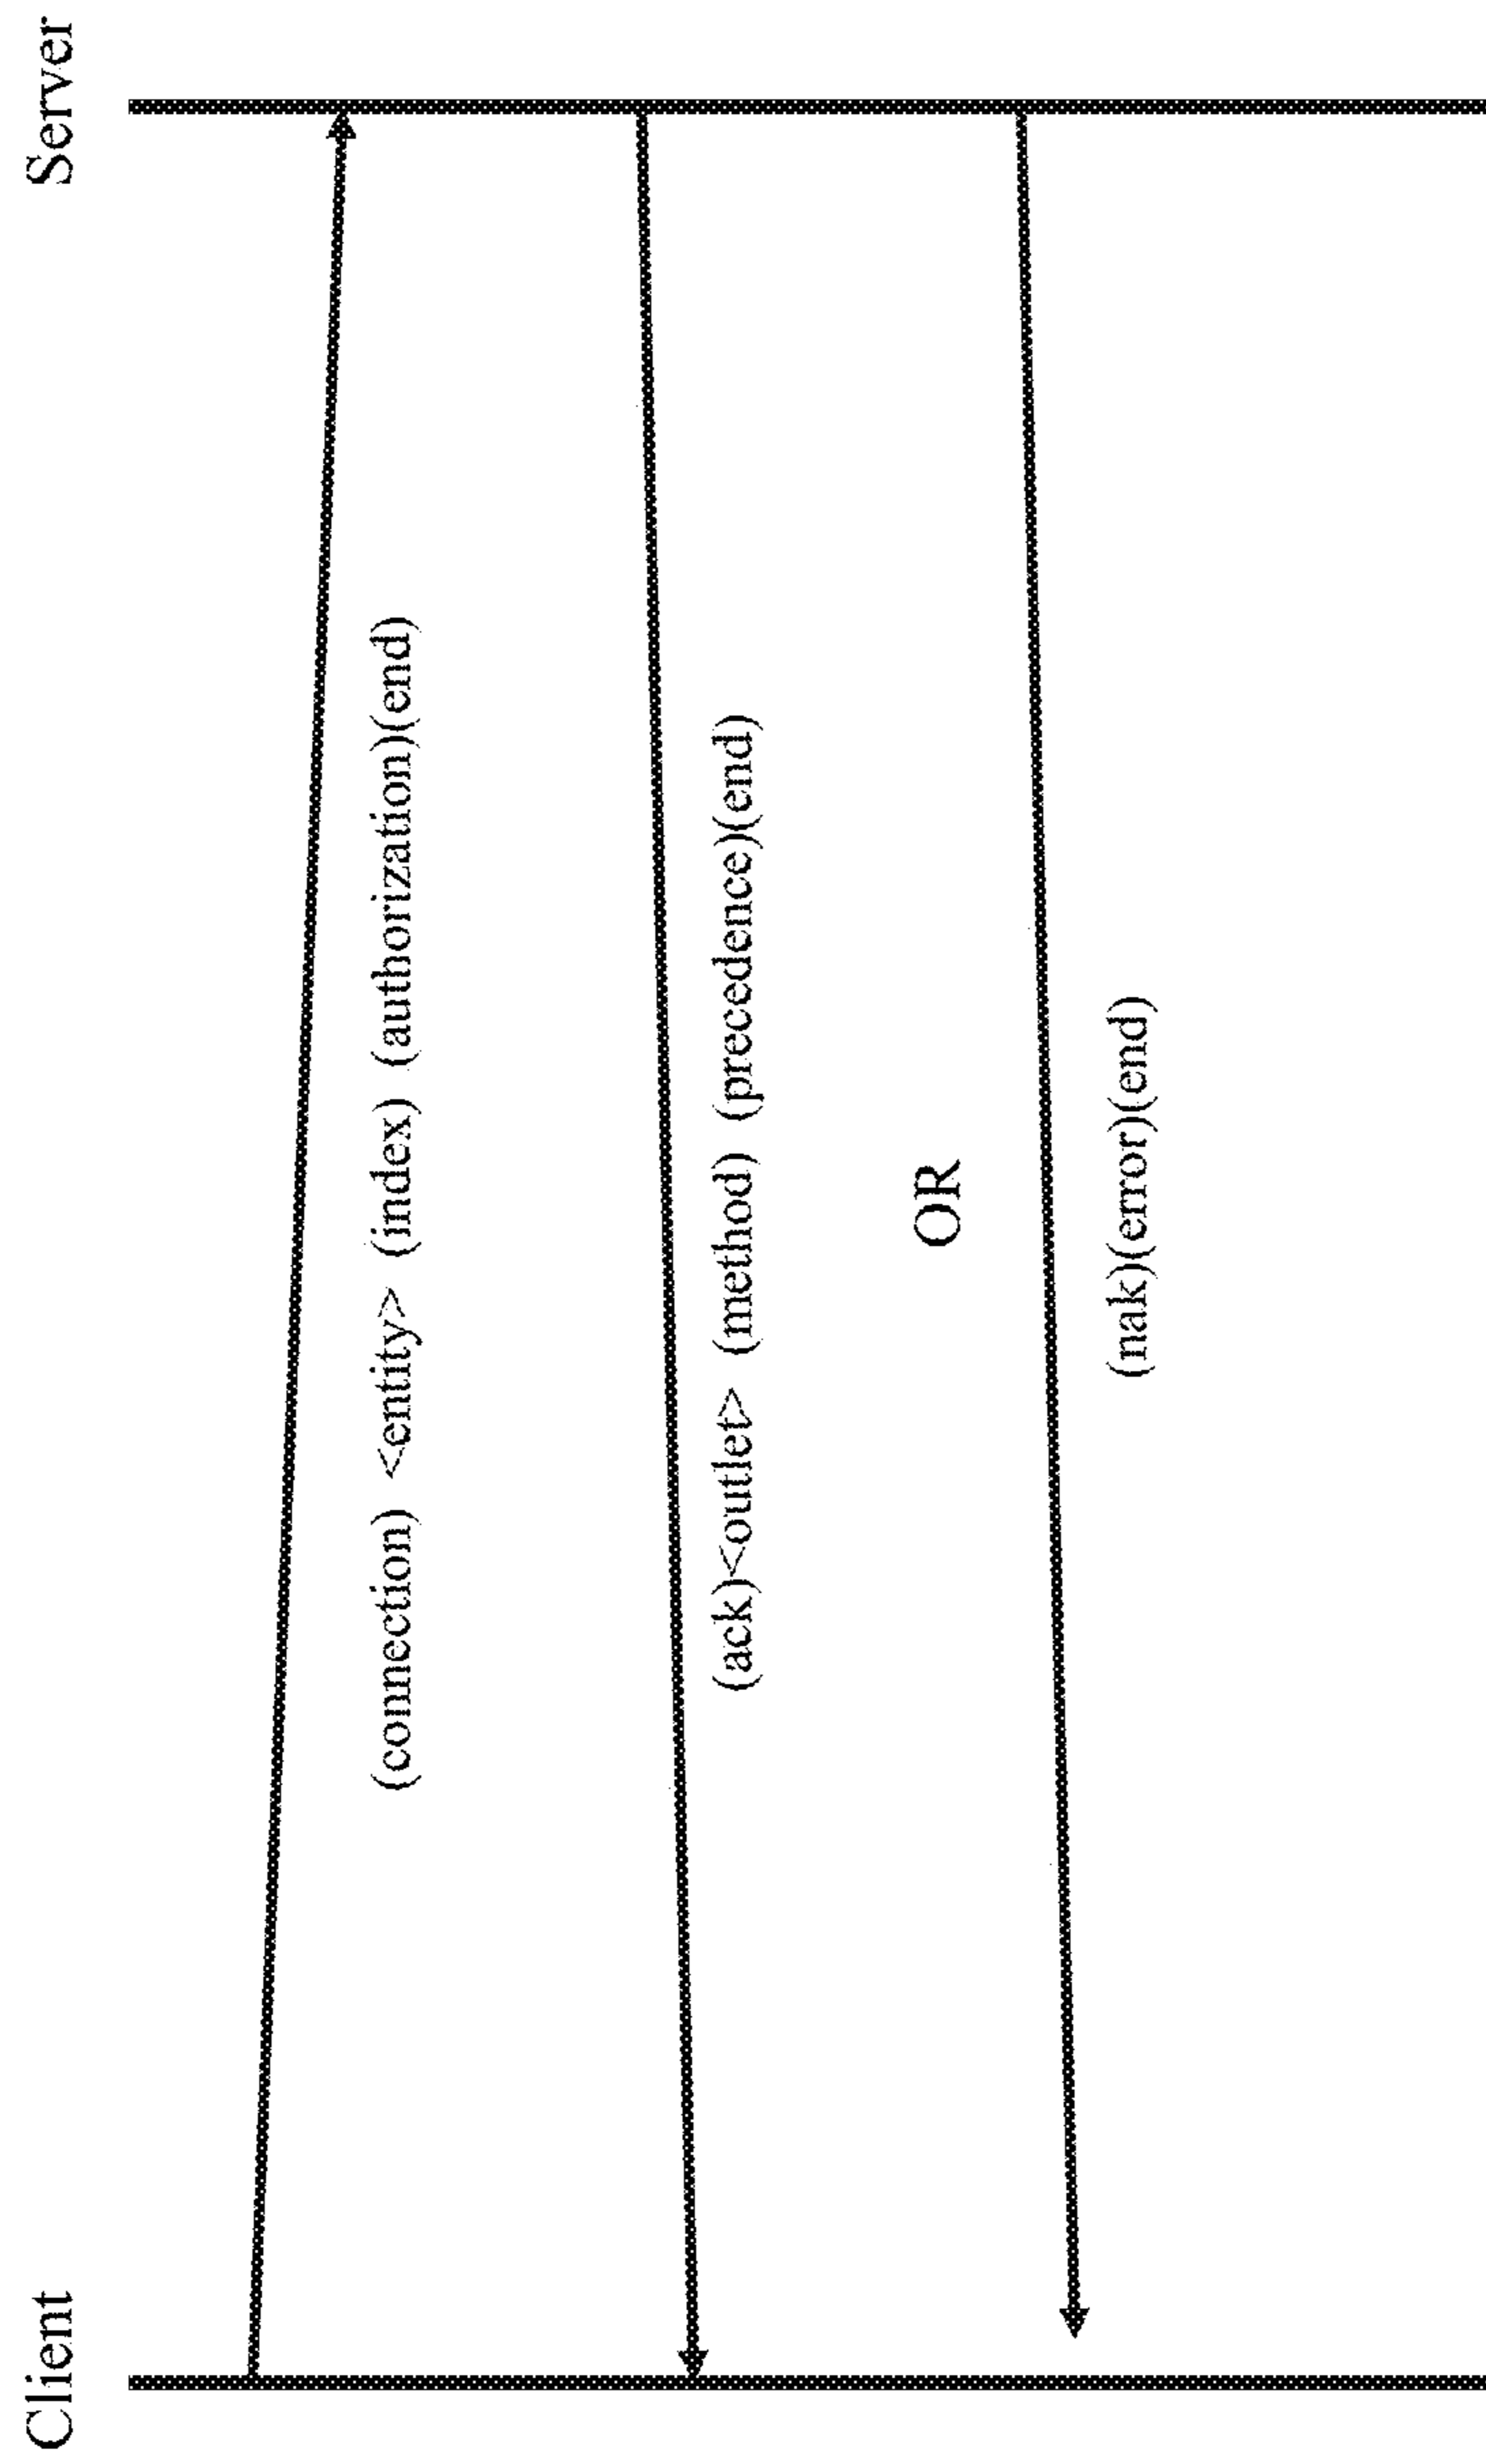 Client
Server
(connection) <entity> (index) (authorization)(end)
(ack)<outlet> (method) (precedence)(end)
OR
(nak)(error)(end)